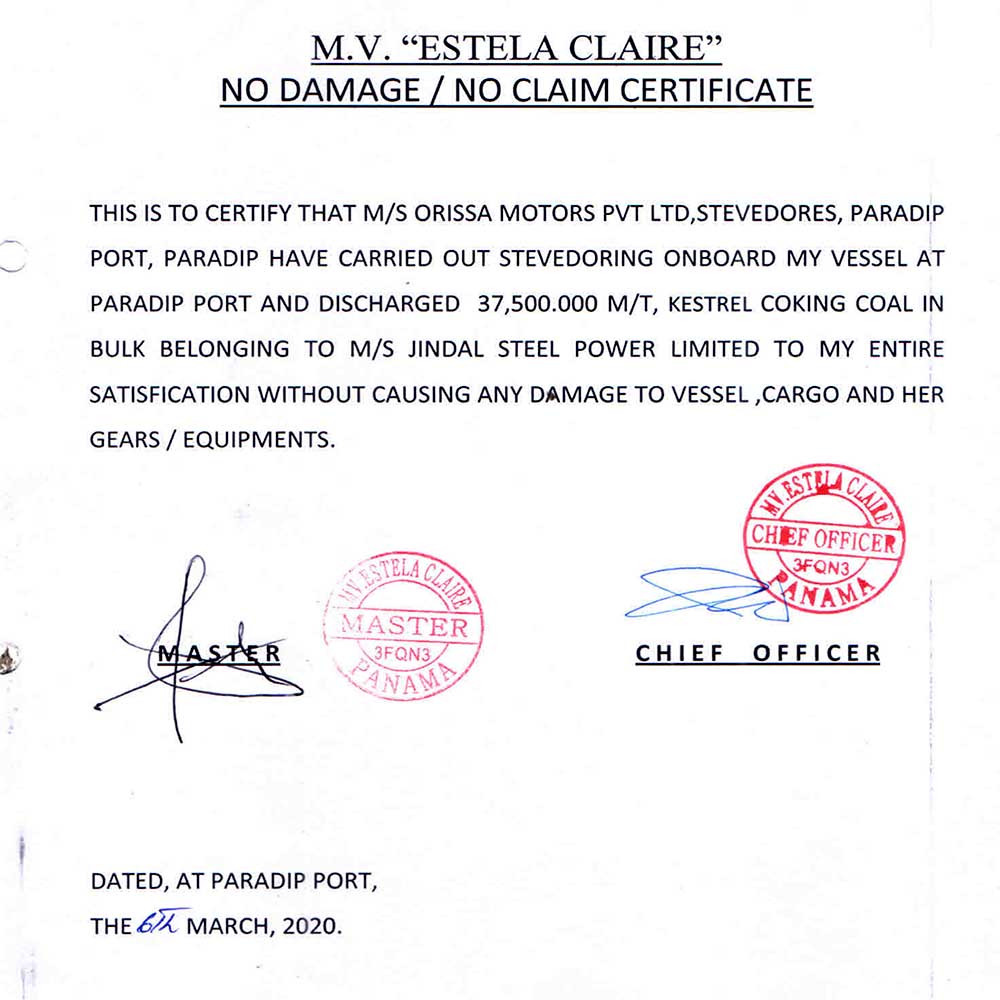 M.V. “ESTELA CLAIRE”
NO DAMAGE / NO CLAIM CERTIFICATE
THIS IS TO CERTIFY THAT M/S ORISSA MOTORS PVT LTD,STEVEDORES, PARADIP
PORT, PARADIP HAVE CARRIED OUT STEVEDORING ONBOARD MY VESSEL AT
PARADIP PORT AND DISCHARGED 37,500.000 M/T, KESTREL COKING COAL IN
BULK BELONGING TO M/S JINDAL STEEL POWER LIMITED TO MY ENTIRE
SATISFICATION WITHOUT CAUSING ANY DAMAGE TO VESSEL ,CARGO AND HER
GEARS / EQUIPMENTS.
MV.ESTELA CLAIRE
MASTER
3FQN3
PANAMA
MV.ESTELA CLAIRE
CHIEF OFFICER
3FQN3
PANAMA
MASTER
CHIEF OFFICER
DATED, AT PARADIP PORT,
THE 6th MARCH, 2020.